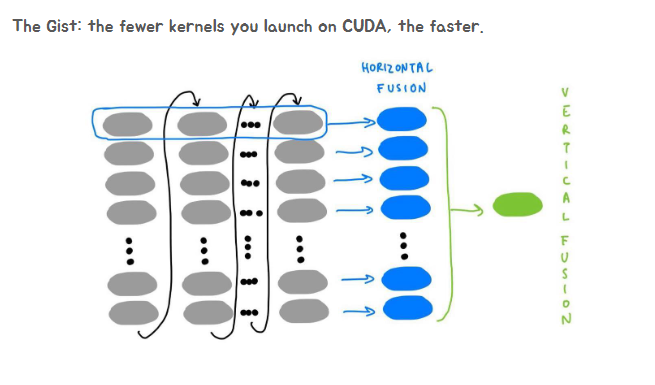 The Gist: the fewer kernels you launch on CUDA, the faster.
HORIZONTAL
FUSION
VERTICAL FUSION